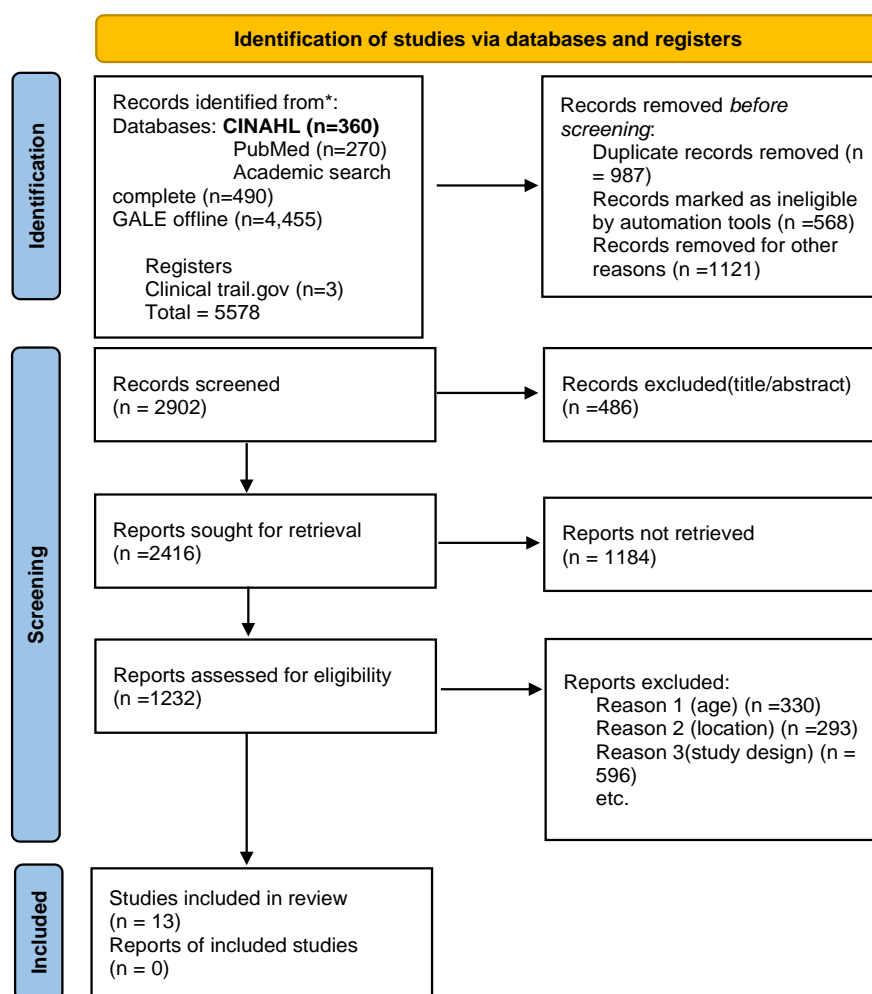 Identification of studies via databases and registers
Identification
Records identified from*:
Databases: CINAHL (n=360)
PubMed (n=270)
Academic search
complete (n=490)
GALE offline (n=4,455)
Registers
Clinical trail.gov (n=3)
Total = 5578
Records removed before
screening:
Duplicate records removed (n
= 987)
Records marked as ineligible
by automation tools (n =568)
Records removed for other
reasons (n =1121)
Screening
Records screened
(n = 2902)
Records excluded(title/abstract)
(n =486)
Reports sought for retrieval
(n =2416)
Reports not retrieved
(n = 1184)
Reports assessed for eligibility
(n =1232)
Reports excluded:
Reason 1 (age) (n =330)
Reason 2 (location) (n =293)
Reason 3(study design) (n =
596)
etc.
Included
Studies included in review
(n = 13)
Reports of included studies
(n = 0)